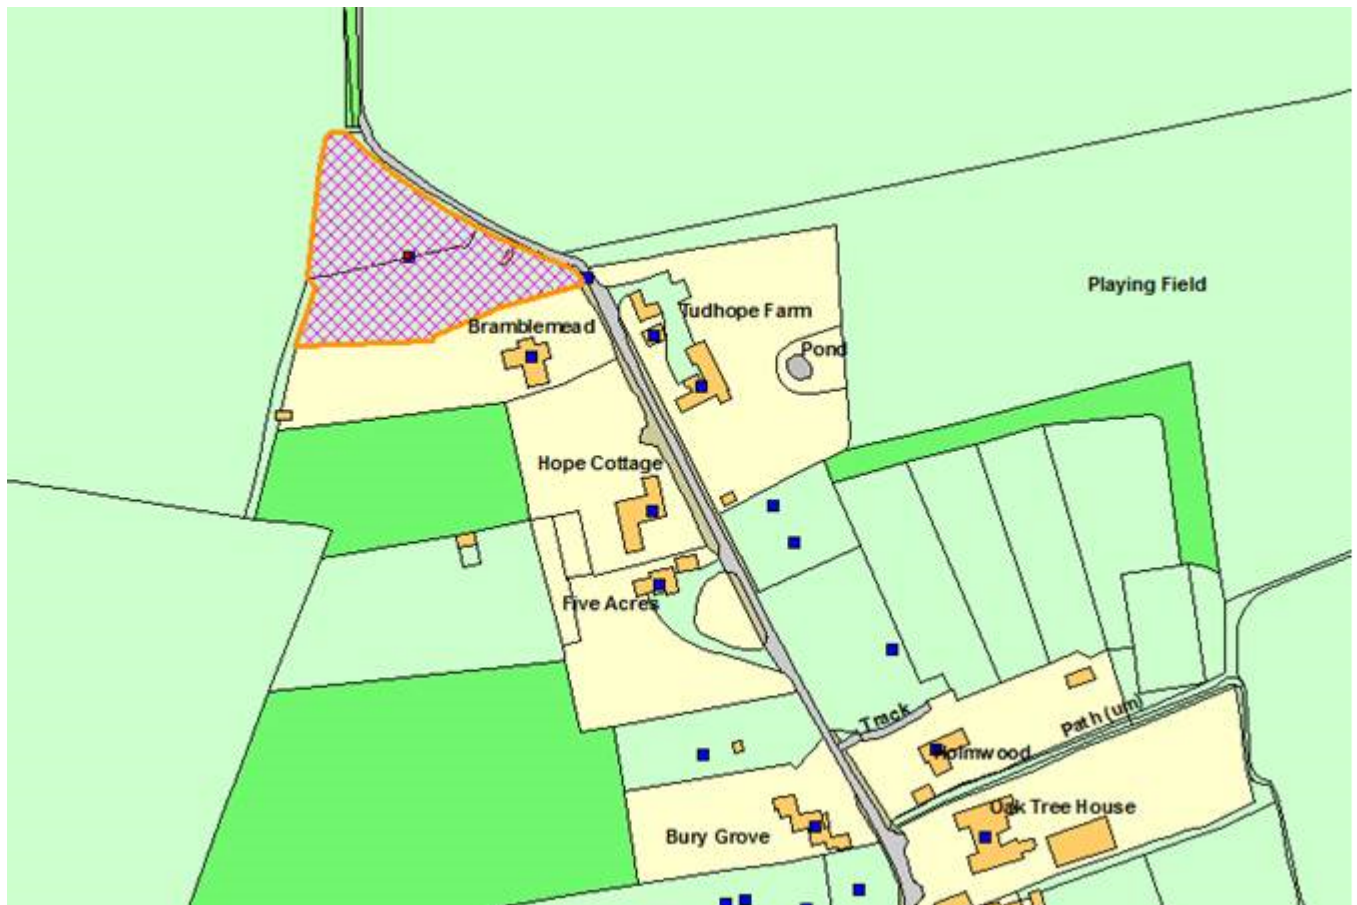 Playing Field
Tudhope Farm
Bramblemead
Pond
Hope Cottage
Five Acres
Track
Path (um)
Holmwood
Oak Tree House
Bury Grove